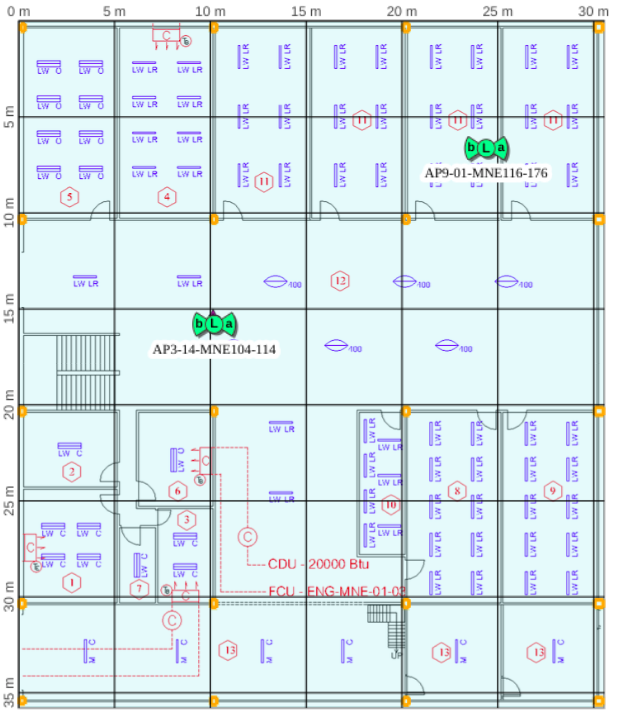 0 m 5 m 10 m 15 m 20 m 25 m 30 m
C
LW O LW O LW LR LW LR LW LR LW LR LW LR LW LR LW LR LW LR LW LR LW LR
LW O LW O LW LR LW LR
5 m
LW LR LW LR LW LR LW LR LW LR LW LR LW LR LW LR
11 11 11
LW O LW O LW LR LW LR
b L a
AP9-01-MNE116-176
LW O LW O LW LR LW LR LW LR LW LR LW LR LW LR LW LR LW LR LW LR
5 4 11
10 m
LW LR LW LR 100 12 100 100
15 m
b L a
AP3-14-MNE104-114
100 100
20 m
LW LR
LW C LW C
2 C
LW LR LW LR
LW LR LW LR LW LR LW LR
6 8 9
LW LR
25 m
10
3
LW C LW C LW C
C C
LW C LW C LW C LW C
CDU - 20000 Btu
1 7
C
FCU - ENG-MNE-01-03
30 m
C
M C M C 13 M C M C UP 13 M C 13 M C
35 m